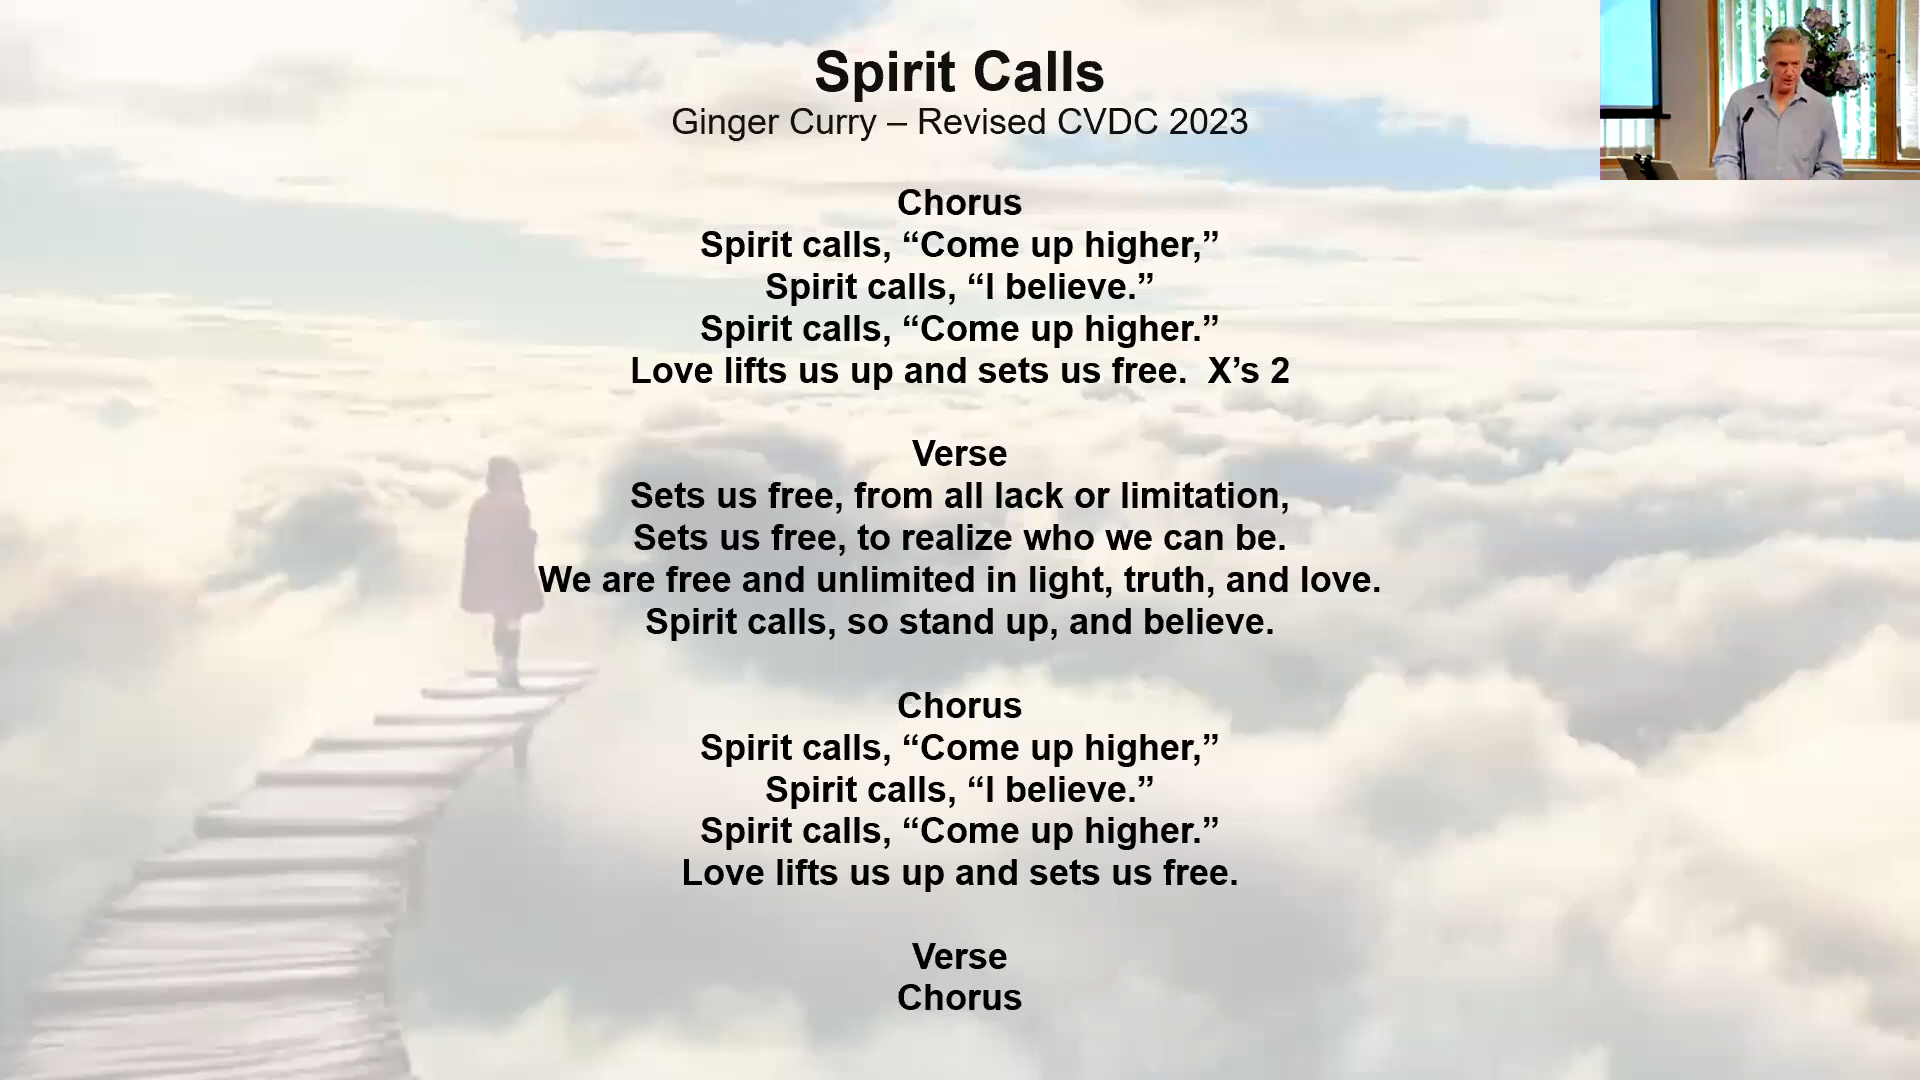 Spirit Calls
Ginger Curry – Revised CVDC 2023
Chorus
Spirit calls, “Come up higher,”
Spirit calls, “I believe.”
Spirit calls, “Come up higher.”
Love lifts us up and sets us free.  X’s 2
Verse
Sets us free, from all lack or limitation,
Sets us free, to realize who we can be.
We are free and unlimited in light, truth, and love.
Spirit calls, so stand up, and believe.
Chorus
Spirit calls, “Come up higher,”
Spirit calls, “I believe.”
Spirit calls, “Come up higher.”
Love lifts us up and sets us free.
Verse
Chorus